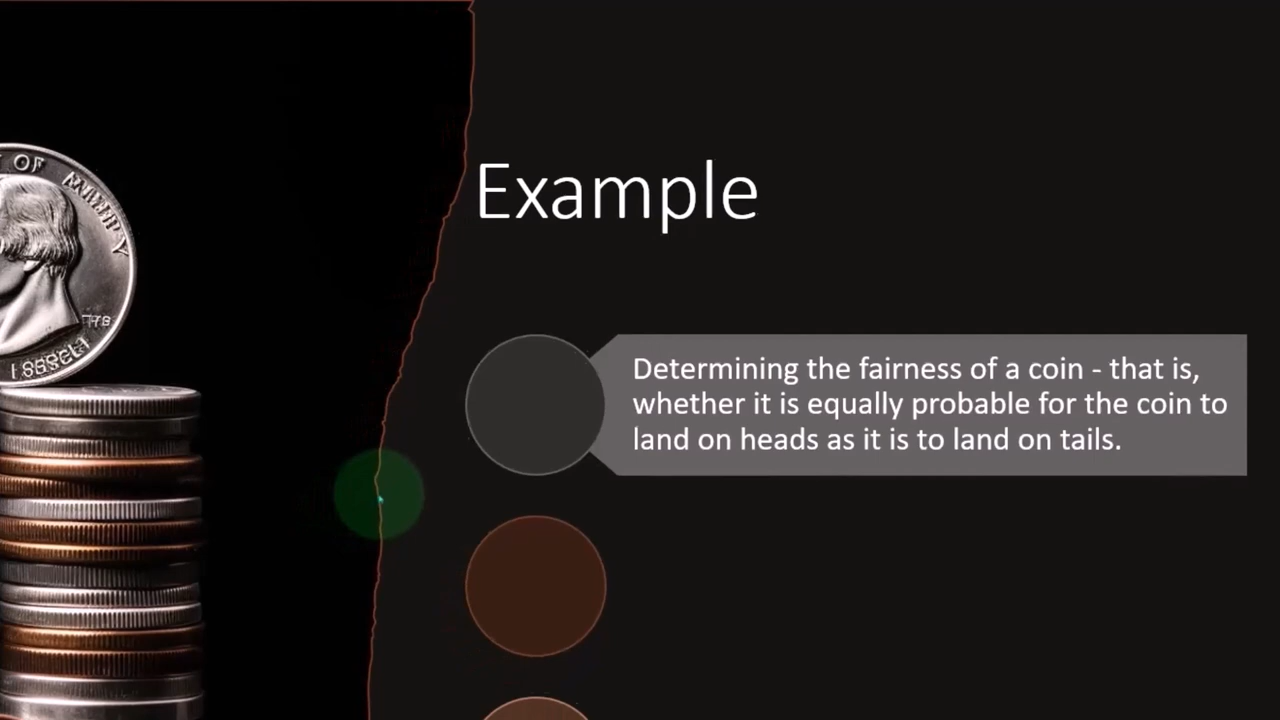 OF
Example
Determining the fairness of a coin - that is,
whether it is equally probable for the coin to
land on heads as it is to land on tails.